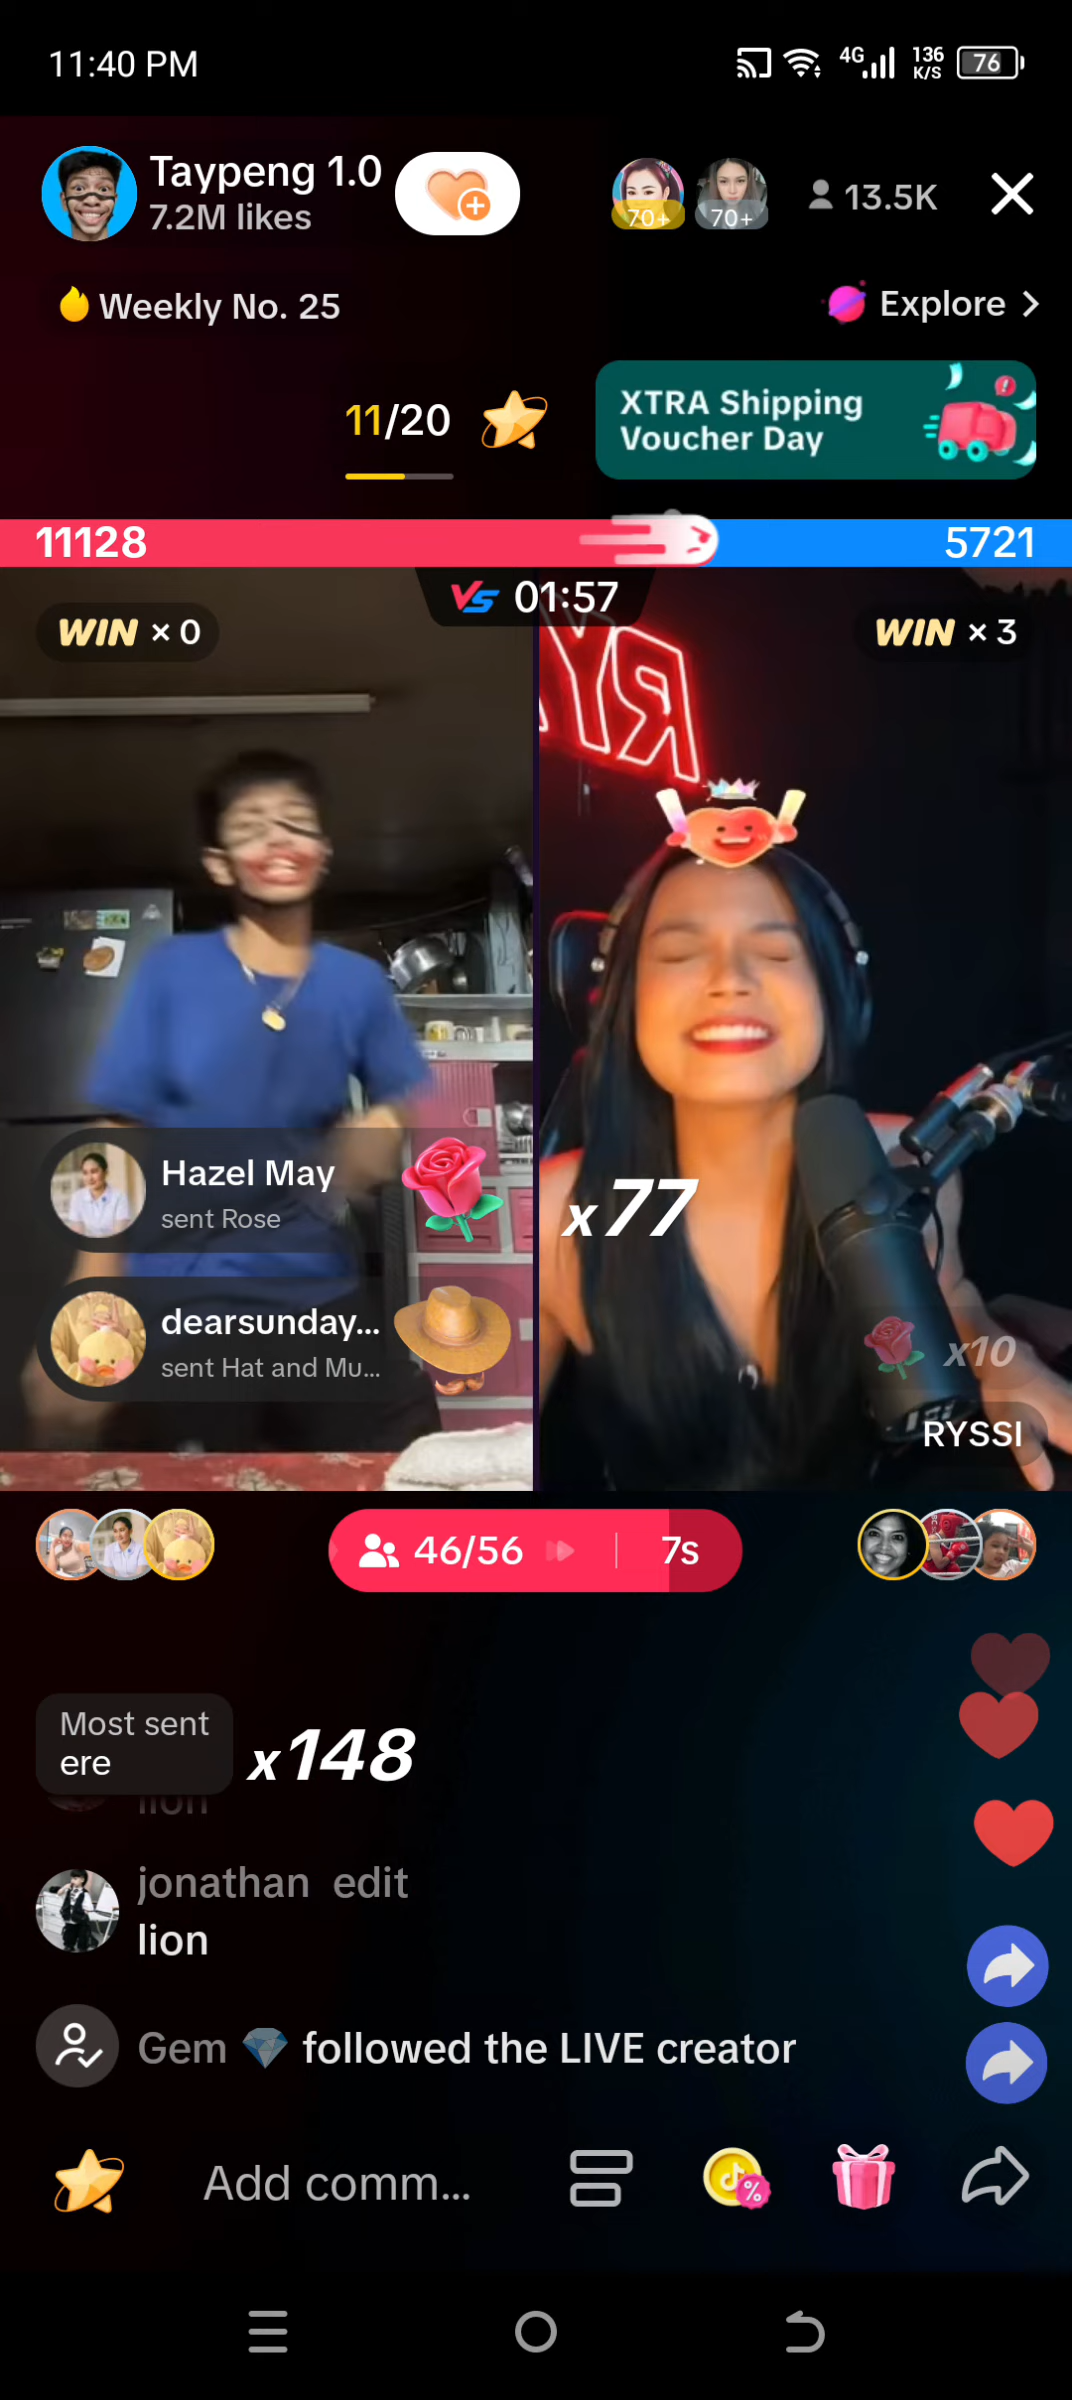 11:40 PM
4G
136
K/S
76
Taypeng 1.0
7.2M likes
70+
70+
13.5K
Weekly No. 25
Explore
11/20
XTRA Shipping
Voucher Day
11128
5721
VS 01:57
WIN × 0
WIN × 3
RY
Hazel May
sent Rose
x77
dearsunday...
sent Hat and Mu...
x10
RYSSI
46/56
7s
Most sent
ere
x148
lion
jonathan edit
lion
Gem 💎 followed the LIVE creator
Add comm...